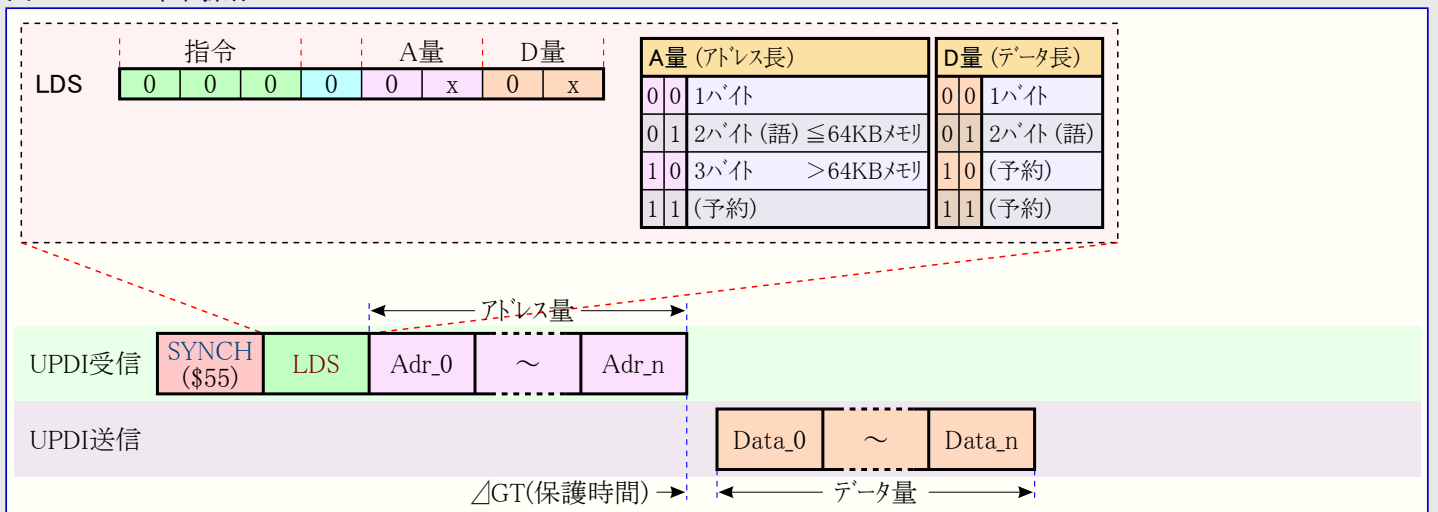 指令 A量 D量
LDS 0 0 0 0 0 x 0 x
A量 (アドレス長)
0 0 1バイト
0 1 2バイト (語) ≦64KBメモリ
1 0 3バイト >64KBメモリ
1 1 (予約)
D量 (データ長)
0 0 1バイト
0 1 2バイト (語)
1 0 (予約)
1 1 (予約)
アドレス量
UPDI受信 SYNCH ($55) LDS Adr_0 ～ Adr_n
UPDI送信 Data_0 ～ Data_n
⊿GT(保護時間) データ量